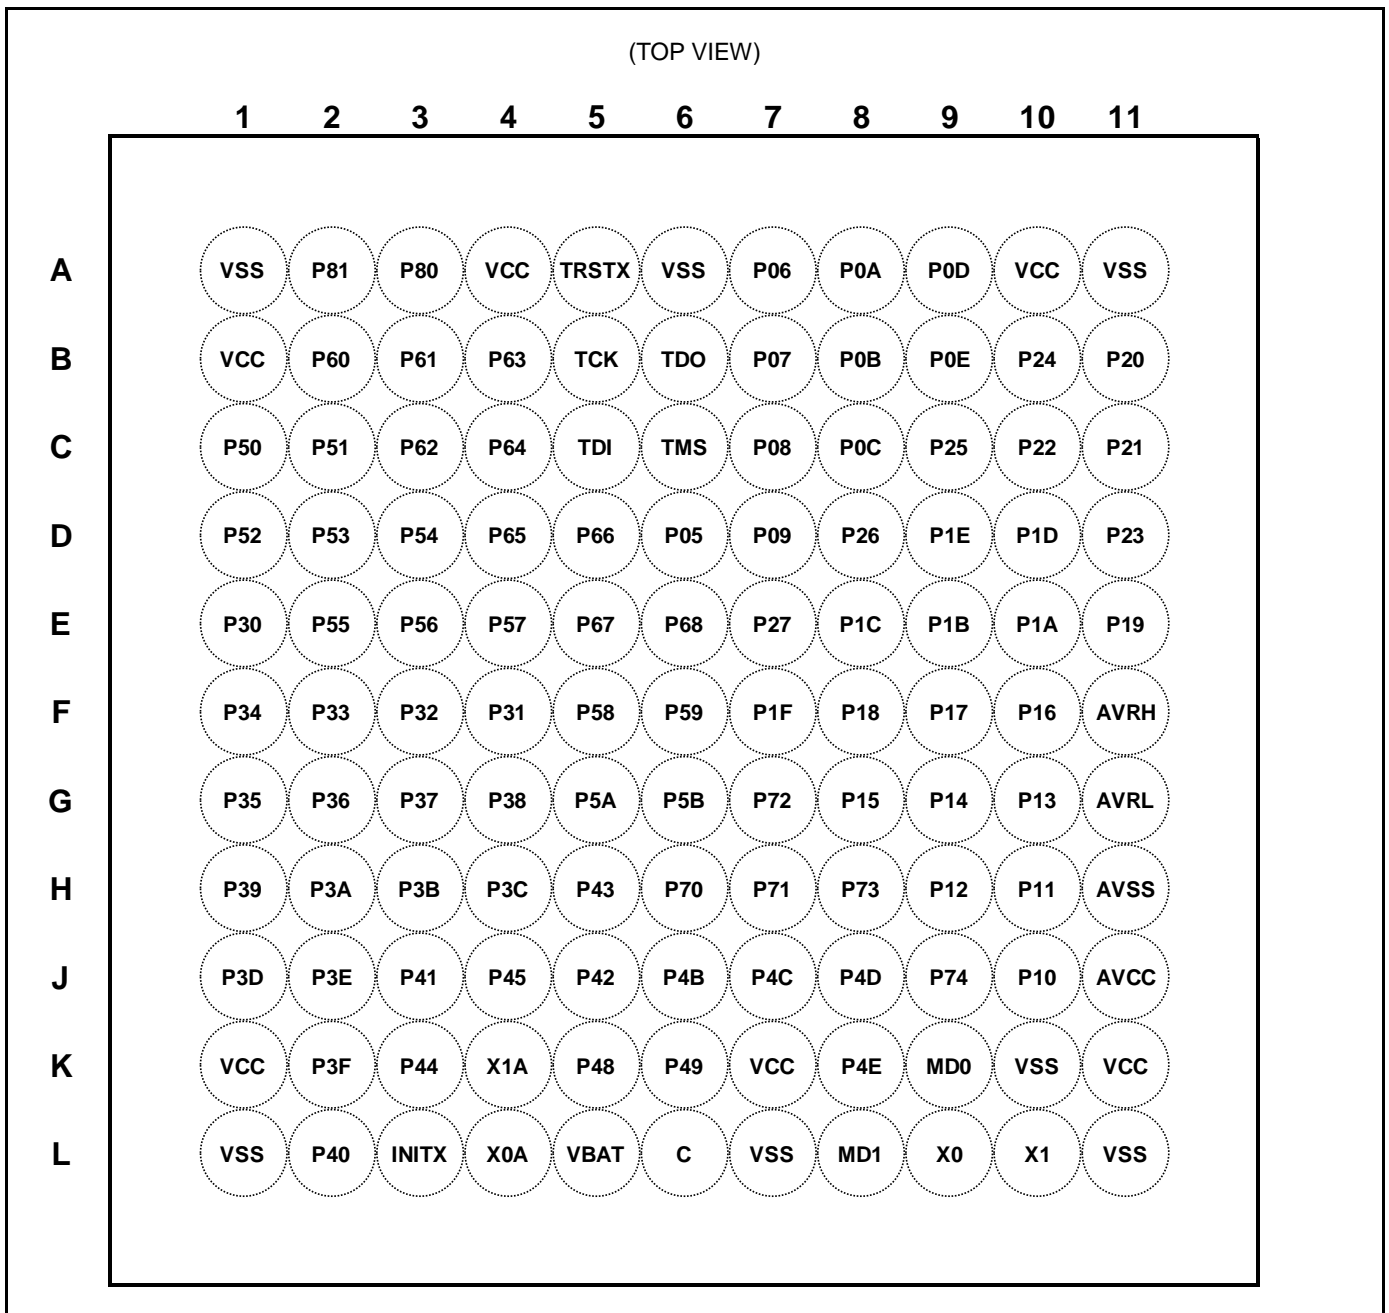 (TOP VIEW)
1 2 3 4 5 6 7 8 9 10 11
A VSS P81 P80 VCC TRSTX VSS P06 P0A P0D VCC VSS
B VCC P60 P61 P63 TCK TDO P07 P0B P0E P24 P20
C P50 P51 P62 P64 TDI TMS P08 P0C P25 P22 P21
D P52 P53 P54 P65 P66 P05 P09 P26 P1E P1D P23
E P30 P55 P56 P57 P67 P68 P27 P1C P1B P1A P19
F P34 P33 P32 P31 P58 P59 P1F P18 P17 P16 AVRH
G P35 P36 P37 P38 P5A P5B P72 P15 P14 P13 AVRL
H P39 P3A P3B P3C P43 P70 P71 P73 P12 P11 AVSS
J P3D P3E P41 P45 P42 P4B P4C P4D P74 P10 AVCC
K VCC P3F P44 X1A P48 P49 VCC P4E MD0 VSS VCC
L VSS P40 INITX X0A VBAT C VSS MD1 X0 X1 VSS